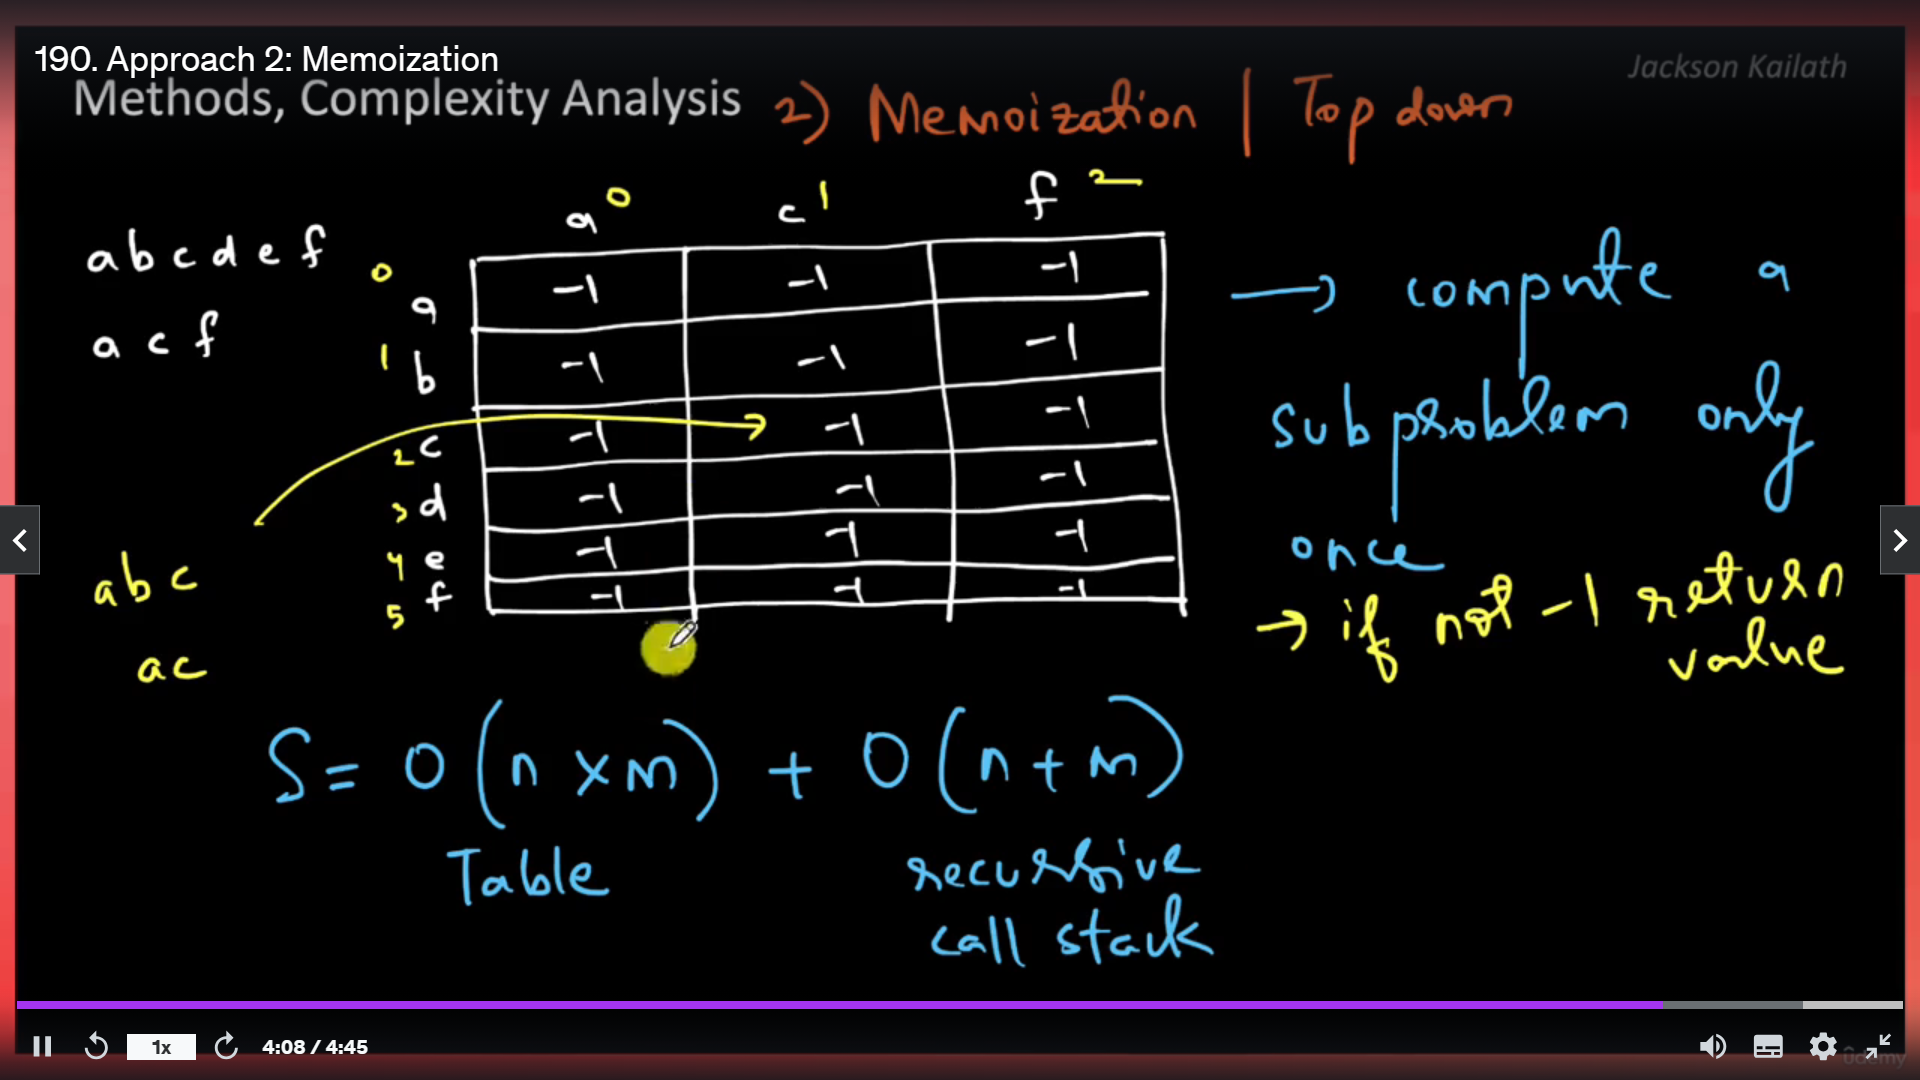 190. Approach 2: Memoization
Jackson Kailath
Methods, Complexity Analysis 2) Memoization | Top down
a 0 c 1 f 2
abcdef
acf
0 a -1 -1 -1
1 b -1 -1 -1
2 c -1 -1 -1
3 d -1 -1 -1
4 e -1 -1 -1
5 f -1 -1 -1
abc
ac
→ compute a
subproblem only
once
→ if not -1 return
value
S = O(n × m) + O(n + m)
Table
recursive
call stack
1x
4:08 / 4:45
ûdemy